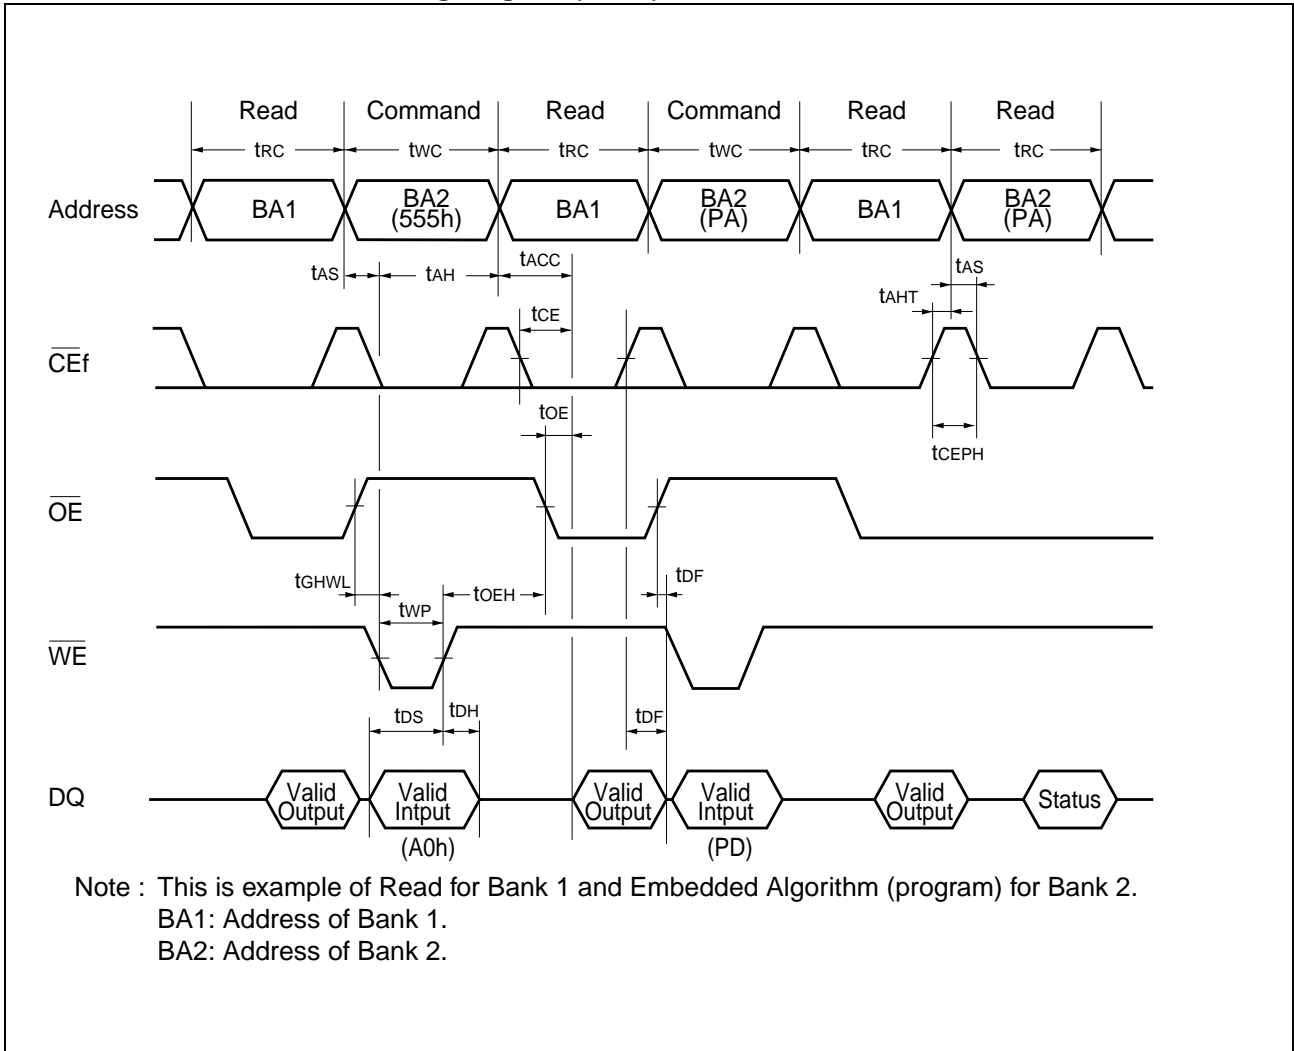 Read Command Read Command Read Read
tRC tWC tRC tWC tRC tRC
Address BA1 BA2 BA1 BA2 BA1 BA2
(555h) (PA) (PA)
tAS tAH tACC tAS
tAHT
tCE
CEf
tOE
tCEPH
OE
tGHWL tDF
tWP tOEH
WE
tDS tDH tDF
DQ Valid Valid Valid Valid Valid Status
Output Intput Output Intput Output
(A0h) (PD)
Note : This is example of Read for Bank 1 and Embedded Algorithm (program) for Bank 2.
BA1: Address of Bank 1.
BA2: Address of Bank 2.